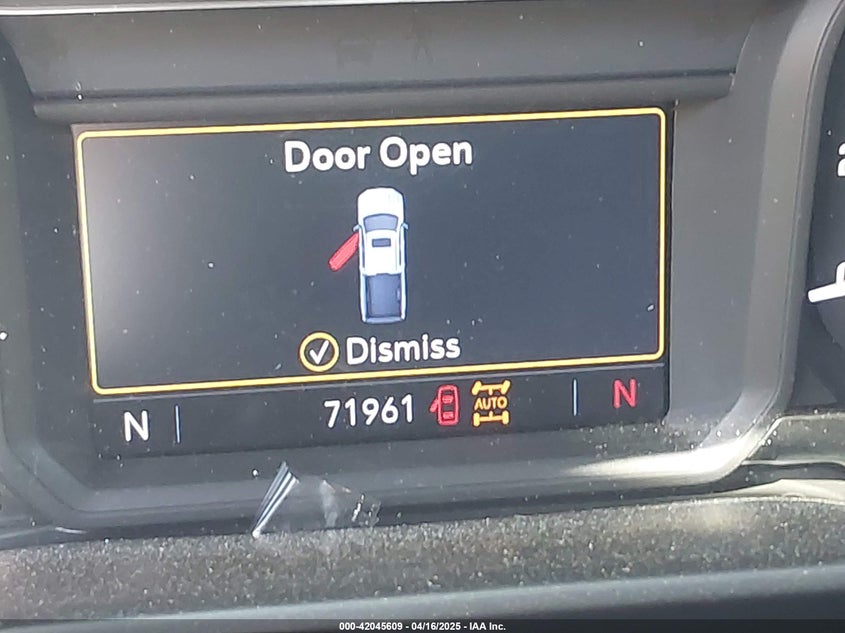 Door Open
Dismiss
N 71961 AUTO N
000-42045609 - 04/16/2025 - IAA Inc.